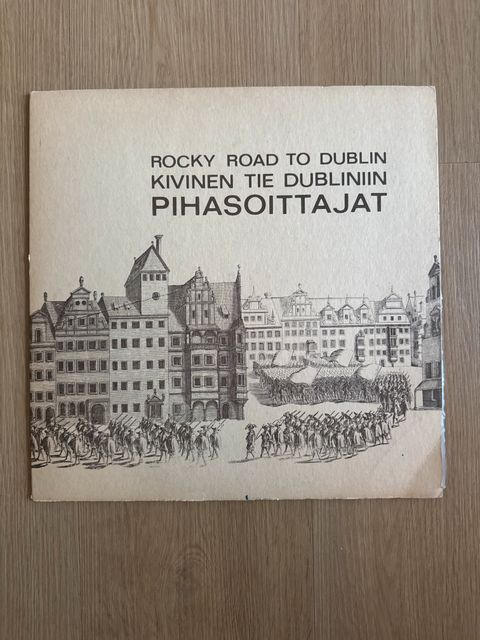 ROCKY ROAD TO DUBLIN
KIVINEN TIE DUBLINIIN
PIHASOITTAJAT